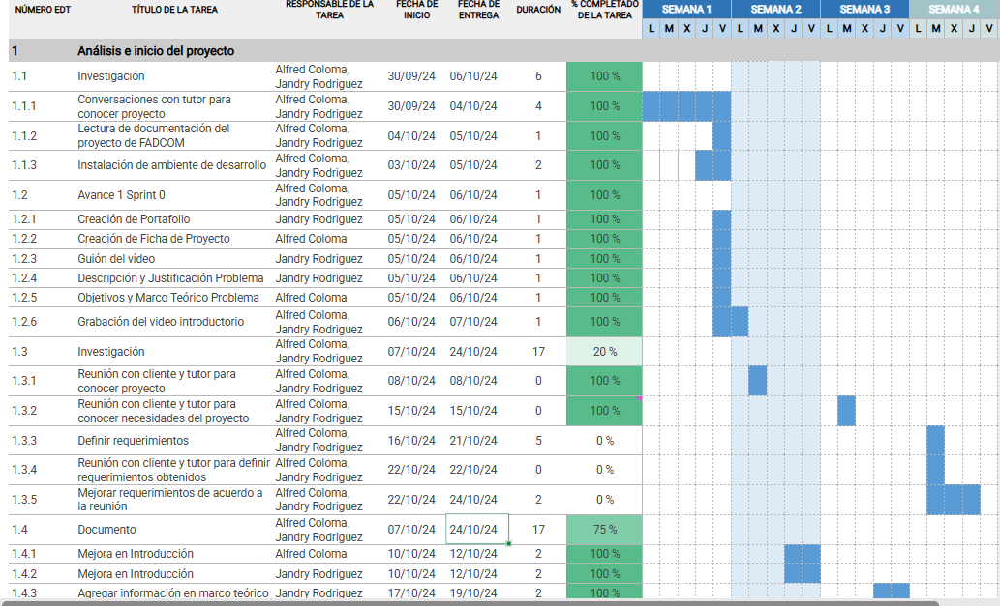 NÚMERO EDT TÍTULO DE LA TAREA RESPONSABLE DE LA TAREA FECHA DE INICIO FECHA DE ENTREGA DURACIÓN % COMPLETADO DE LA TAREA SEMANA 1 SEMANA 2 SEMANA 3 SEMANA 4
L M X J V L M X J V L M X J V L M X J V
1 Análisis e inicio del proyecto
1.1 Investigación Alfred Coloma, Jandry Rodriguez 30/09/24 06/10/24 6 100 %
1.1.1 Conversaciones con tutor para conocer proyecto Alfred Coloma, Jandry Rodriguez 30/09/24 04/10/24 4 100 %
1.1.2 Lectura de documentación del proyecto de FADCOM Alfred Coloma, Jandry Rodriguez 04/10/24 05/10/24 1 100 %
1.1.3 Instalación de ambiente de desarrollo Alfred Coloma, Jandry Rodriguez 03/10/24 05/10/24 2 100 %
1.2 Avance 1 Sprint 0 Alfred Coloma, Jandry Rodriguez 05/10/24 06/10/24 1 100 %
1.2.1 Creación de Portafolio Jandry Rodriguez 05/10/24 06/10/24 1 100 %
1.2.2 Creación de Ficha de Proyecto Alfred Coloma 05/10/24 06/10/24 1 100 %
1.2.3 Guión del vídeo Jandry Rodriguez 05/10/24 06/10/24 1 100 %
1.2.4 Descripción y Justificación Problema Jandry Rodriguez 05/10/24 06/10/24 1 100 %
1.2.5 Objetivos y Marco Teórico Problema Alfred Coloma 05/10/24 06/10/24 1 100 %
1.2.6 Grabación del video introductorio Alfred Coloma, Jandry Rodriguez 06/10/24 07/10/24 1 100 %
1.3 Investigación Alfred Coloma, Jandry Rodriguez 07/10/24 24/10/24 17 20 %
1.3.1 Reunión con cliente y tutor para conocer proyecto Alfred Coloma, Jandry Rodriguez 08/10/24 08/10/24 0 100 %
1.3.2 Reunión con cliente y tutor para conocer necesidades del proyecto Alfred Coloma, Jandry Rodriguez 15/10/24 15/10/24 0 100 %
1.3.3 Definir requerimientos Alfred Coloma, Jandry Rodriguez 16/10/24 21/10/24 5 0 %
1.3.4 Reunión con cliente y tutor para definir requerimientos obtenidos Alfred Coloma, Jandry Rodriguez 22/10/24 22/10/24 0 0 %
1.3.5 Mejorar requerimientos de acuerdo a la reunión Alfred Coloma, Jandry Rodriguez 22/10/24 24/10/24 2 0 %
1.4 Documento Alfred Coloma, Jandry Rodriguez 07/10/24 24/10/24 17 75 %
1.4.1 Mejora en Introducción Alfred Coloma 10/10/24 12/10/24 2 100 %
1.4.2 Mejora en Introducción Jandry Rodriguez 10/10/24 12/10/24 2 100 %
1.4.3 Agregar información en marco teórico Jandry Rodriguez 17/10/24 19/10/24 2 100 %